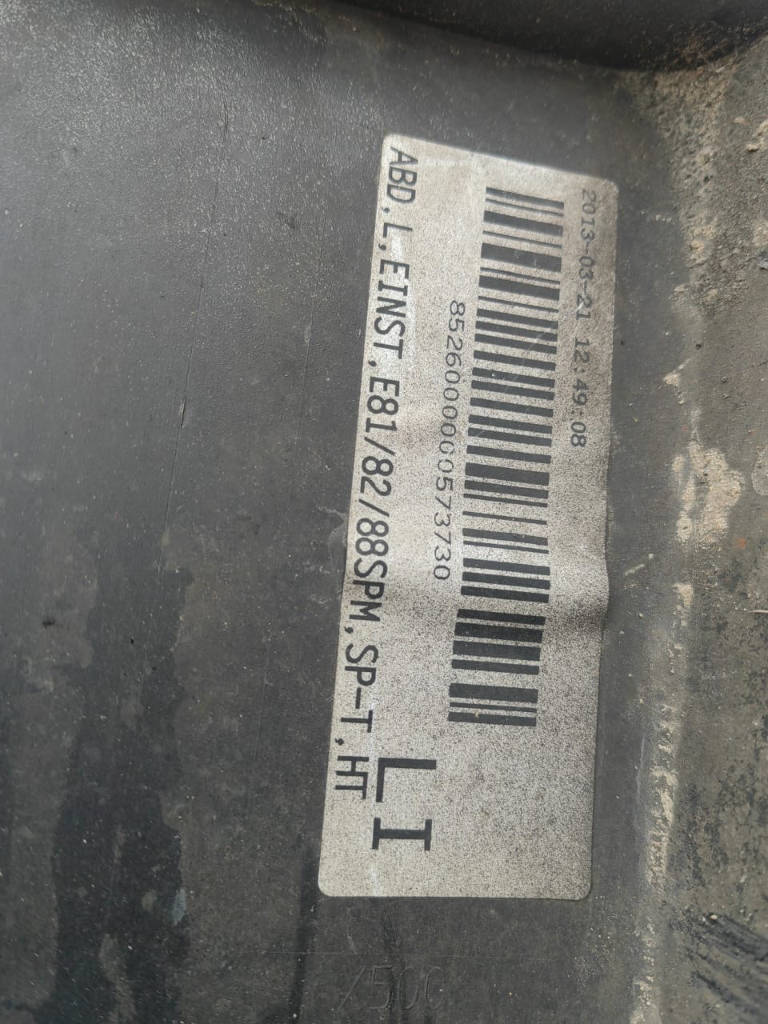 2013-03-21 12:49:08
8526000000573730
LI
ABD.L,EINST.E81/82/88SPM,SP-T,HT